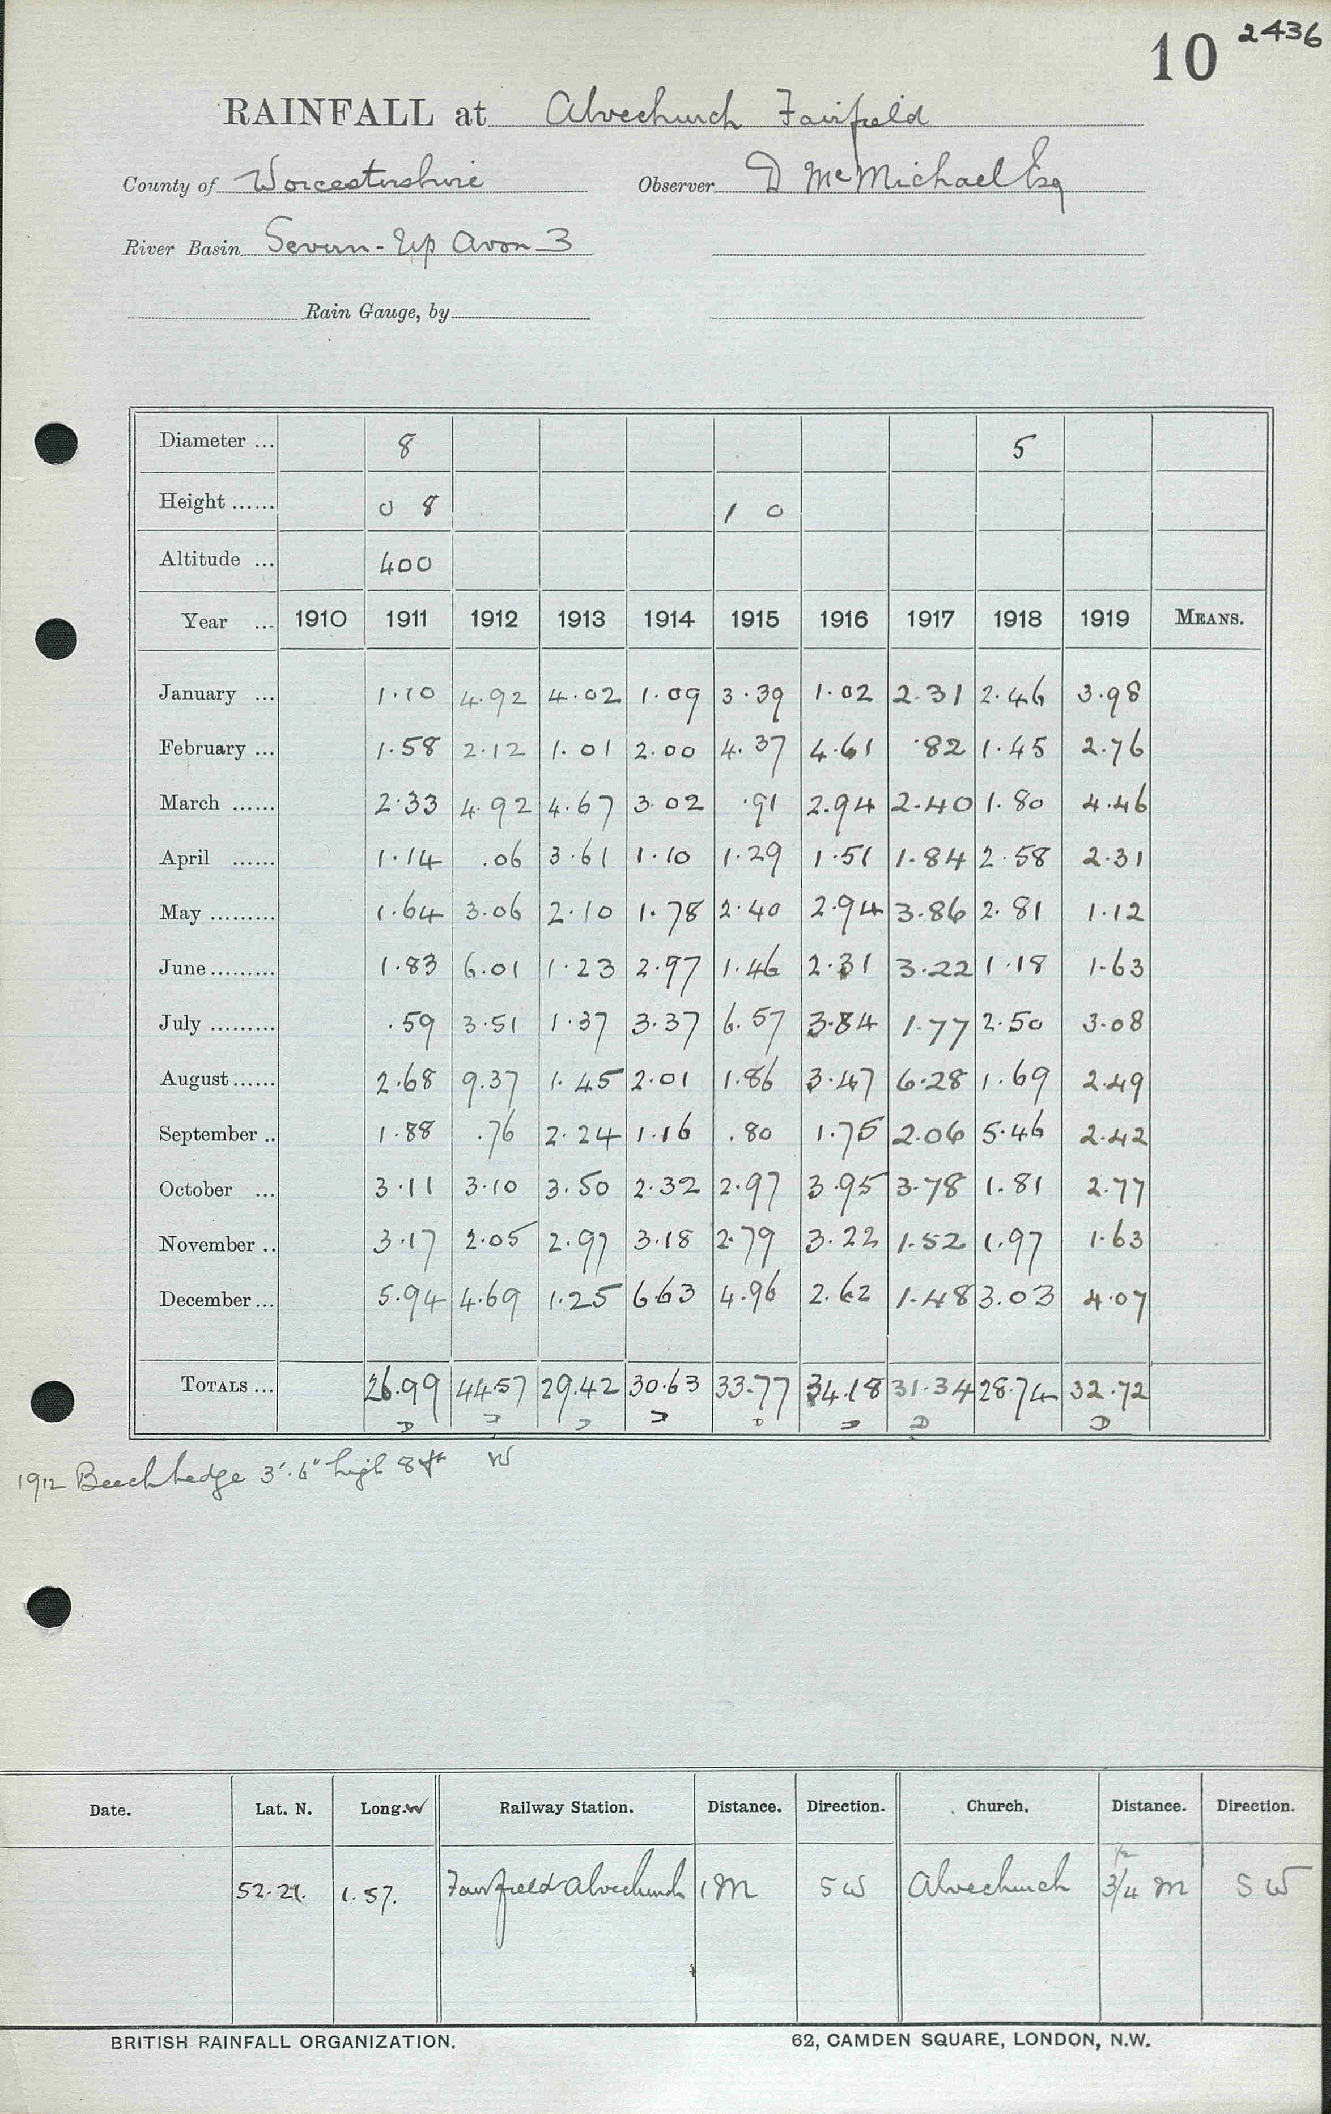 10 2436
RAINFALL at Alvechurch Fairfield
County of Worcestershire Observer D McMichael Esq
River Basin Severn - Up Avon 3
Rain Gauge, by
Diameter ... 8 5
Height ...... 0 8 1 0
Altitude ... 400
Year ... 1910 1911 1912 1913 1914 1915 1916 1917 1918 1919 MEANS.
January ... 1.10 4.92 4.02 1.09 3.39 1.02 2.31 2.46 3.98
February ... 1.58 2.12 1.01 2.00 4.37 4.61 .82 1.45 2.76
March ...... 2.33 4.92 4.67 3.02 .91 2.94 2.40 1.80 4.46
April ...... 1.14 .06 3.61 1.10 1.29 1.51 1.84 2.58 2.31
May ......... 1.64 3.06 2.10 1.78 2.40 2.94 3.86 2.81 1.12
June......... 1.83 6.01 1.23 2.97 1.46 2.31 3.22 1.18 1.63
July ......... .59 3.51 1.37 3.37 6.57 3.84 1.77 2.50 3.08
August...... 2.68 9.37 1.45 2.01 1.86 3.47 6.28 1.69 2.49
September .. 1.88 .76 2.24 1.16 .80 1.75 2.06 5.46 2.42
October ... 3.11 3.10 3.50 2.32 2.97 3.95 3.78 1.81 2.77
November .. 3.17 2.05 2.97 3.18 2.79 3.22 1.52 1.97 1.63
December... 5.94 4.69 1.25 6.63 4.96 2.62 1.48 3.03 4.07
TOTALS ... 26.99 44.57 29.42 30.63 33.77 34.18 31.34 28.74 32.72
D D D D D D D D
1912 Beech hedge 3'.6" high 8 ft W
Date. Lat. N. Long. W Railway Station. Distance. Direction. Church. Distance. Direction.
52.21. 1.57. Fairfield Alvechurch 1 M SW Alvechurch 3/4 M SW
BRITISH RAINFALL ORGANIZATION. 62, CAMDEN SQUARE, LONDON, N.W.